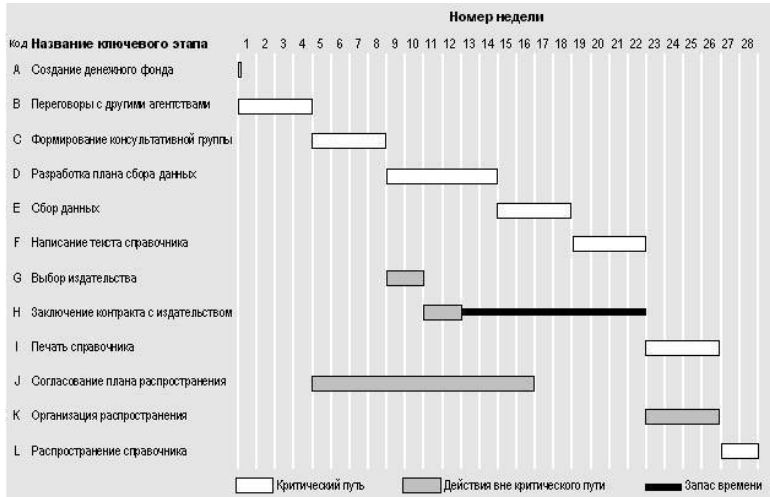 Номер недели
Код Название ключевого этапа 1 2 3 4 5 6 7 8 9 10 11 12 13 14 15 16 17 18 19 20 21 22 23 24 25 26 27 28
A Создание денежного фонда
B Переговоры с другими агентствами
C Формирование консультативной группы
D Разработка плана сбора данных
E Сбор данных
F Написание текста справочника
G Выбор издательства
H Заключение контракта с издательством
I Печать справочника
J Согласование плана распространения
K Организация распространения
L Распространение справочника
Критический путь Действия вне критического пути Запас времени